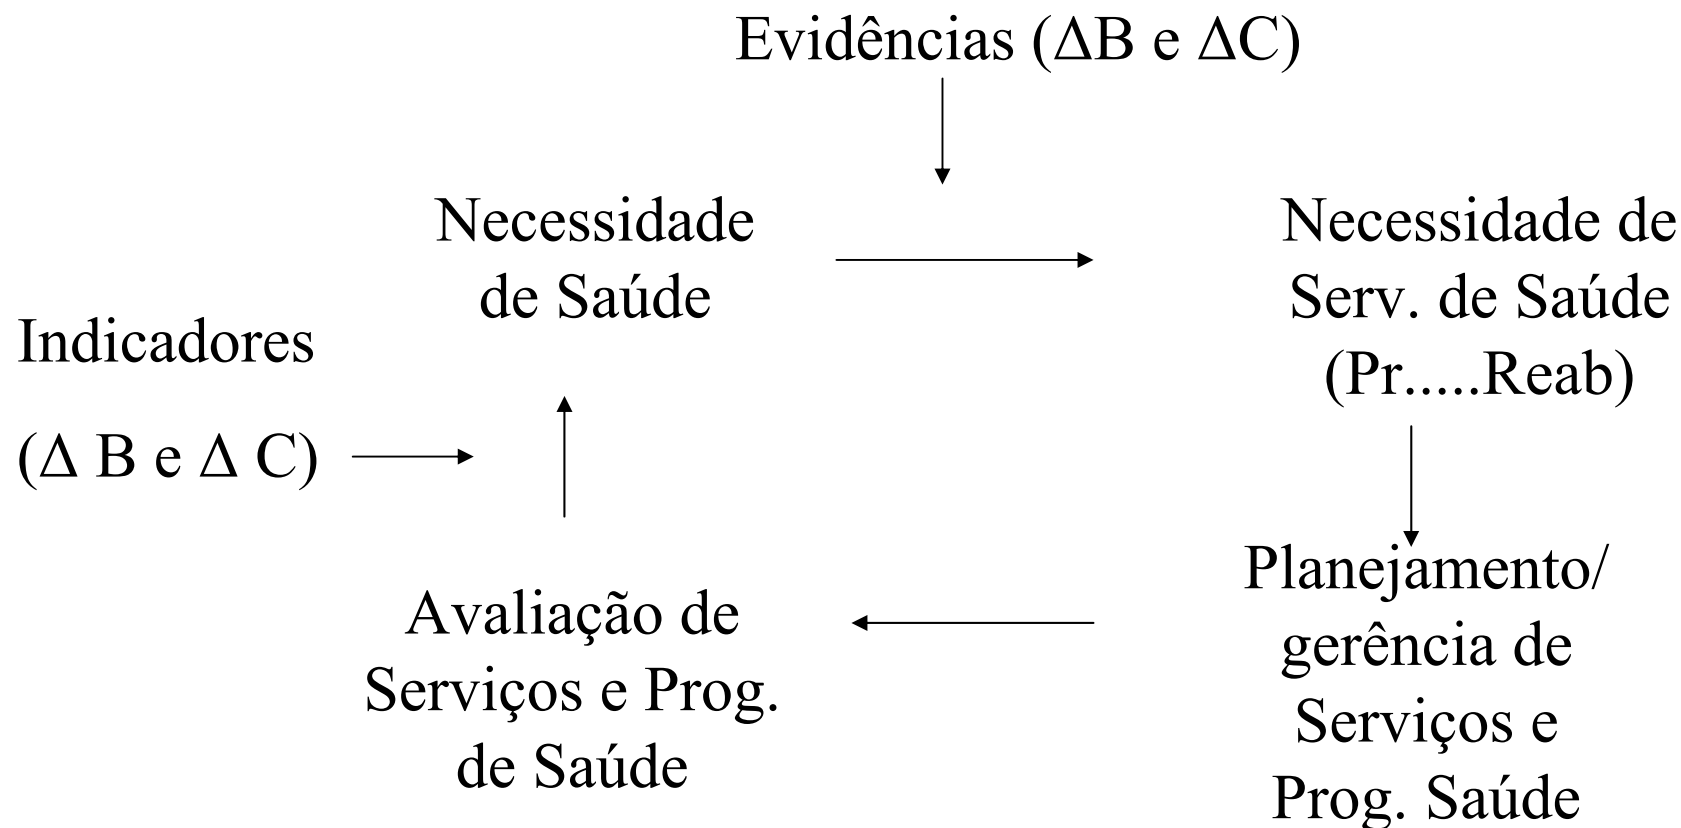 Evidências (ΔB e ΔC)
Necessidade
de Saúde
Necessidade de
Serv. de Saúde
(Pr.....Reab)
Indicadores
(Δ B e Δ C)
Planejamento/
gerência de
Serviços e
Prog. Saúde
Avaliação de
Serviços e Prog.
de Saúde